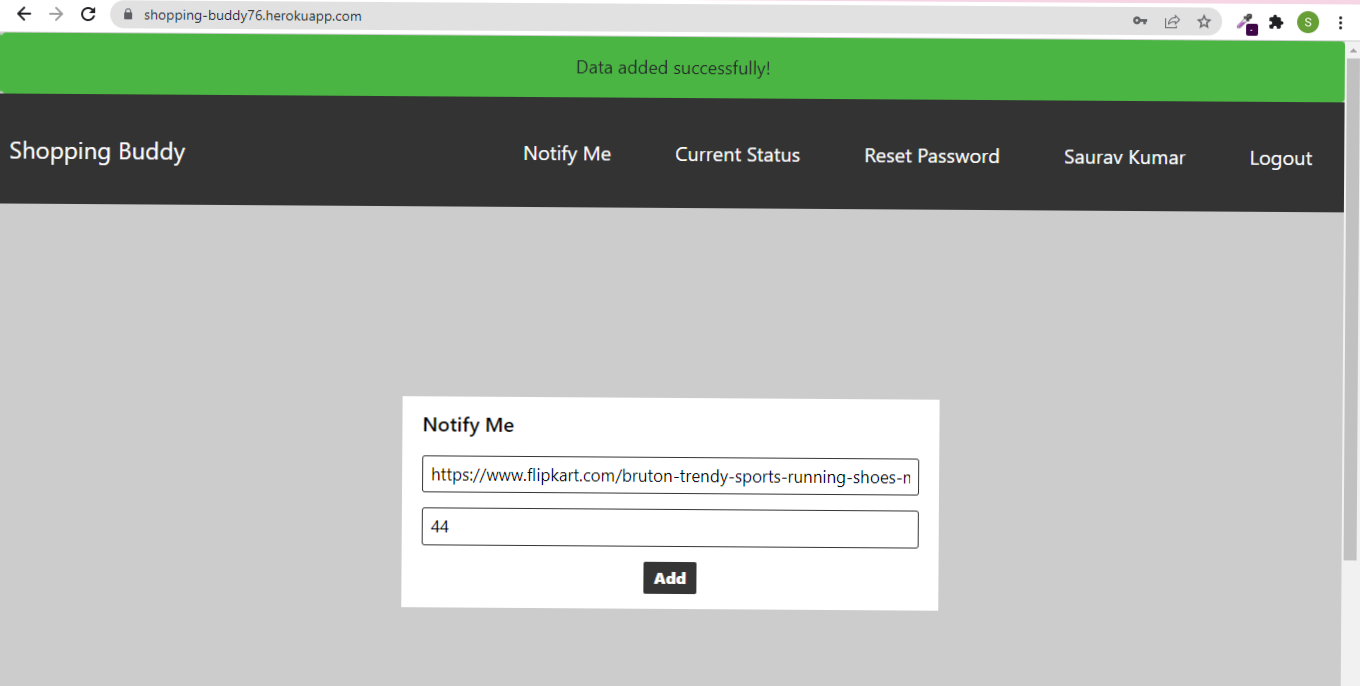 shopping-buddy76.herokuapp.com
S
Data added successfully!
Shopping Buddy Notify Me Current Status Reset Password Saurav Kumar Logout
Notify Me
https://www.flipkart.com/bruton-trendy-sports-running-shoes-n
44
Add